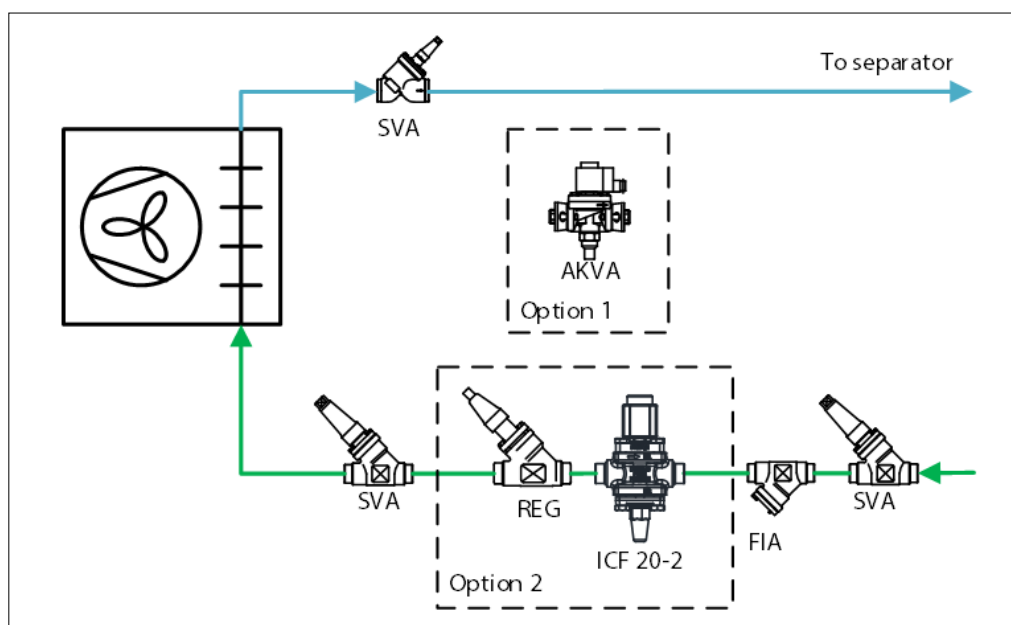 To separator
SVA
AKVA
Option 1
SVA
REG
ICF 20-2
FIA
SVA
Option 2